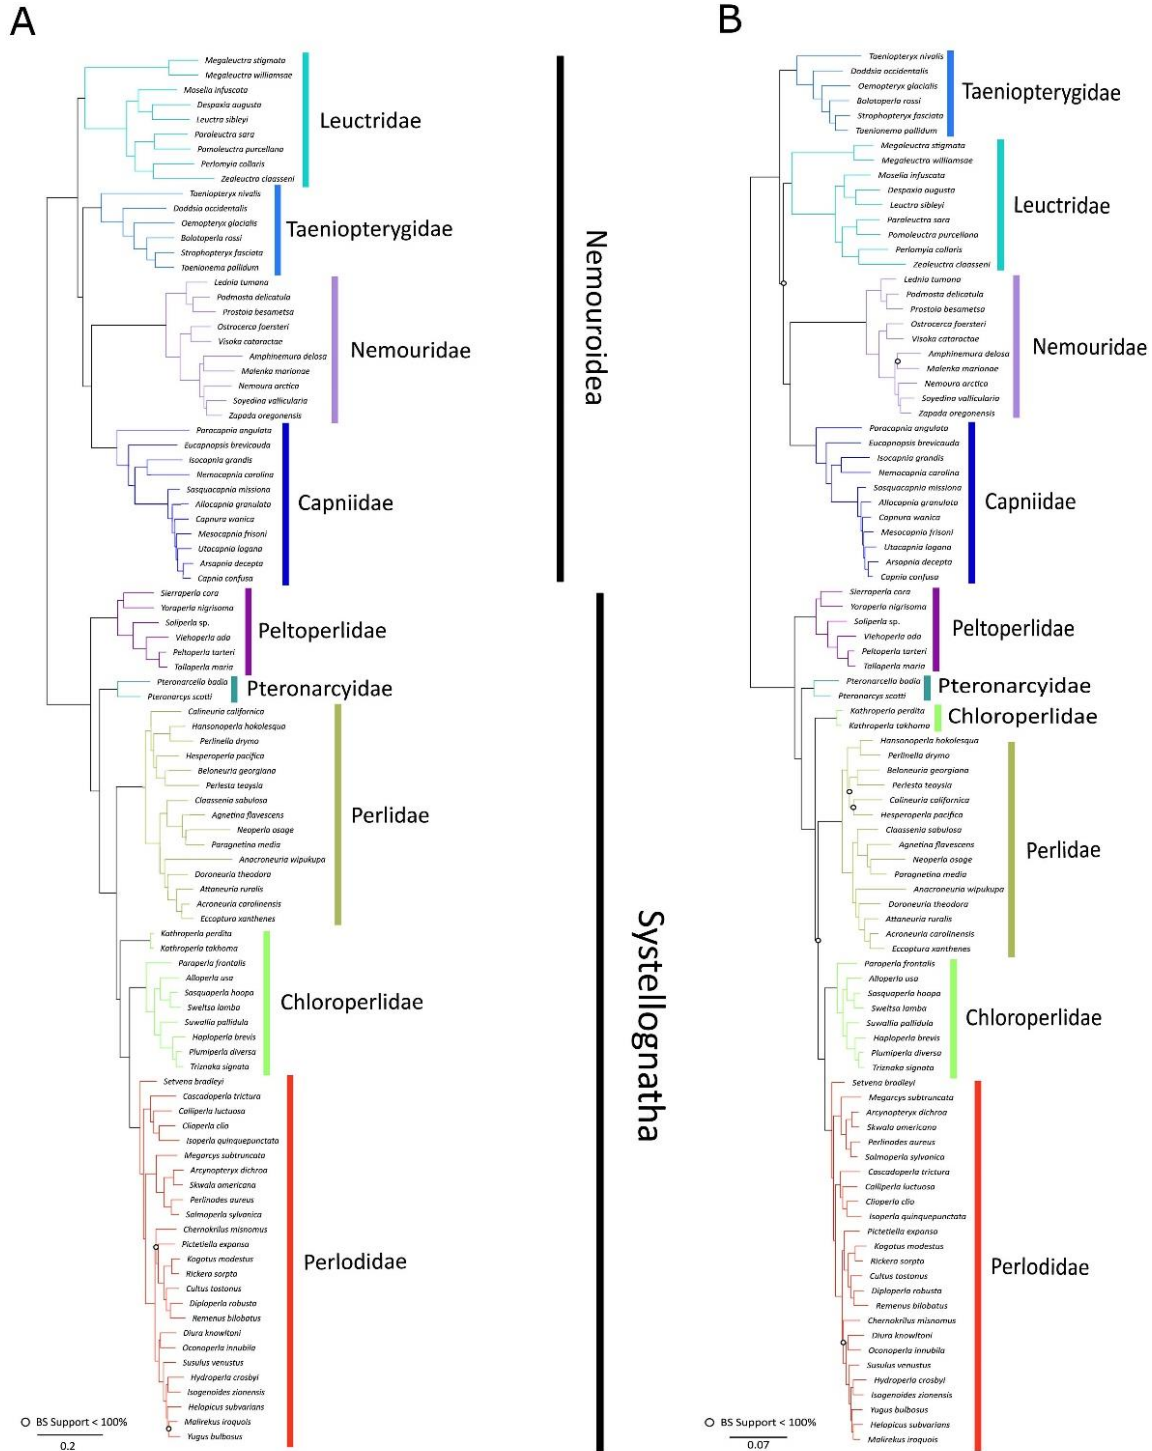 A
Megaleuctra stigmata
Megaleuctra williamsae
Moselia infuscata
Despaxia augusta
Leuctra sibleyi
Paraleuctra sara
Pomoleuctra purcellana
Perlomyia collaris
Zealeuctra claasseni
Leuctridae
Taeniopteryx nivalis
Doddsia occidentalis
Oemopteryx glacialis
Bolotoperla rossi
Strophopteryx fasciata
Taenionema pallidum
Taeniopterygidae
Lednia tumana
Podmosta delicatula
Prostoia besametsa
Ostrocerca foersteri
Visoka cataractae
Amphinemura delosa
Malenka marionae
Nemoura arctica
Soyedina vallicularia
Zapada oregonensis
Nemouridae
Paracapnia angulata
Eucapnopsis brevicauda
Isocapnia grandis
Nemocapnia carolina
Sasquacapnia missiona
Allocapnia granulata
Capnura wanica
Mesocapnia frisoni
Utacapnia logana
Arsapnia decepta
Capnia confusa
Capniidae
Nemouroidea
Sierraperla cora
Yoraperla nigrisoma
Soliperla sp.
Viehoperla ada
Peltoperla tarteri
Tallaperla maria
Peltoperlidae
Pteronarcella badia
Pteronarcys scotti
Pteronarcyidae
Calineuria californica
Hansonoperla hokolesqua
Perlinella drymo
Hesperoperla pacifica
Beloneuria georgiana
Perlesta teaysia
Claassenia sabulosa
Agnetina flavescens
Neoperla osage
Paragnetina media
Anacroneuria wipukupa
Doroneuria theodora
Attaneuria ruralis
Acroneuria carolinensis
Eccoptura xanthenes
Perlidae
Kathroperla perdita
Kathroperla takhoma
Paraperla frontalis
Alloperla usa
Sasquaperla hoopa
Sweltsa lamba
Suwallia pallidula
Haploperla brevis
Plumiperla diversa
Triznaka signata
Chloroperlidae
Setvena bradleyi
Cascadoperla trictura
Calliperla luctuosa
Clioperla clio
Isoperla quinquepunctata
Megarcys subtruncata
Arcynopteryx dichroa
Skwala americana
Perlinodes aureus
Salmoperla sylvanica
Chernokrilus misnomus
Pictetiella expansa
Kogotus modestus
Rickera sorpta
Cultus tostonus
Diploperla robusta
Remenus bilobatus
Diura knowltoni
Oconoperla innubila
Susulus venustus
Hydroperla crosbyi
Isogenoides zionensis
Helopicus subvarians
Malirekus iroquois
Yugus bulbosus
Perlodidae
Systellognatha
BS Support < 100%
0.2
B
Taeniopteryx nivalis
Doddsia occidentalis
Oemopteryx glacialis
Bolotoperla rossi
Strophopteryx fasciata
Taenionema pallidum
Taeniopterygidae
Megaleuctra stigmata
Megaleuctra williamsae
Moselia infuscata
Despaxia augusta
Leuctra sibleyi
Paraleuctra sara
Pomoleuctra purcellana
Perlomyia collaris
Zealeuctra claasseni
Leuctridae
Lednia tumana
Podmosta delicatula
Prostoia besametsa
Ostrocerca foersteri
Visoka cataractae
Amphinemura delosa
Malenka marionae
Nemoura arctica
Soyedina vallicularia
Zapada oregonensis
Nemouridae
Paracapnia angulata
Eucapnopsis brevicauda
Isocapnia grandis
Nemocapnia carolina
Sasquacapnia missiona
Allocapnia granulata
Capnura wanica
Mesocapnia frisoni
Utacapnia logana
Arsapnia decepta
Capnia confusa
Capniidae
Sierraperla cora
Yoraperla nigrisoma
Soliperla sp.
Viehoperla ada
Peltoperla tarteri
Tallaperla maria
Peltoperlidae
Pteronarcella badia
Pteronarcys scotti
Pteronarcyidae
Kathroperla perdita
Kathroperla takhoma
Chloroperlidae
Hansonoperla hokolesqua
Perlinella drymo
Beloneuria georgiana
Perlesta teaysia
Calineuria californica
Hesperoperla pacifica
Claassenia sabulosa
Agnetina flavescens
Neoperla osage
Paragnetina media
Anacroneuria wipukupa
Doroneuria theodora
Attaneuria ruralis
Acroneuria carolinensis
Eccoptura xanthenes
Perlidae
Paraperla frontalis
Alloperla usa
Sasquaperla hoopa
Sweltsa lamba
Suwallia pallidula
Haploperla brevis
Plumiperla diversa
Triznaka signata
Chloroperlidae
Setvena bradleyi
Megarcys subtruncata
Arcynopteryx dichroa
Skwala americana
Perlinodes aureus
Salmoperla sylvanica
Cascadoperla trictura
Calliperla luctuosa
Clioperla clio
Isoperla quinquepunctata
Pictetiella expansa
Kogotus modestus
Rickera sorpta
Cultus tostonus
Diploperla robusta
Remenus bilobatus
Chernokrilus misnomus
Diura knowltoni
Oconoperla innubila
Susulus venustus
Hydroperla crosbyi
Isogenoides zionensis
Yugus bulbosus
Helopicus subvarians
Malirekus iroquois
Perlodidae
BS Support < 100%
0.07